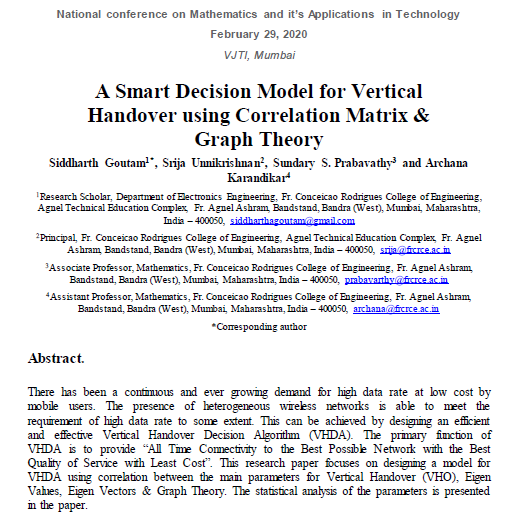 National conference on Mathematics and it's Applications in Technology
February 29, 2020
VJTI, Mumbai
A Smart Decision Model for Vertical
Handover using Correlation Matrix &
Graph Theory
Siddharth Goutam1*, Srija Unnikrishnan2, Sundary S. Prabavathy3 and Archana
Karandikar4
1Research Scholar, Department of Electronics Engineering, Fr. Conceicao Rodrigues College of Engineering,
Agnel Technical Education Complex, Fr. Agnel Ashram, Bandstand, Bandra (West), Mumbai, Maharashtra,
India – 400050, siddharthagoutam@gmail.com
2Principal, Fr. Conceicao Rodrigues College of Engineering, Agnel Technical Education Complex, Fr. Agnel
Ashram, Bandstand, Bandra (West), Mumbai, Maharashtra, India – 400050, srija@frcrce.ac.in
3Associate Professor, Mathematics, Fr. Conceicao Rodrigues College of Engineering, Fr. Agnel Ashram,
Bandstand, Bandra (West), Mumbai, Maharashtra, India – 400050, prabavarthy@frcrce.ac.in
4Assistant Professor, Mathematics, Fr. Conceicao Rodrigues College of Engineering, Fr. Agnel Ashram,
Bandstand, Bandra (West), Mumbai, Maharashtra, India – 400050, archana@frcrce.ac.in
*Corresponding author
Abstract.
There has been a continuous and ever growing demand for high data rate at low cost by
mobile users. The presence of heterogeneous wireless networks is able to meet the
requirement of high data rate to some extent. This can be achieved by designing an efficient
and effective Vertical Handover Decision Algorithm (VHDA). The primary function of
VHDA is to provide “All Time Connectivity to the Best Possible Network with the Best
Quality of Service with Least Cost”. This research paper focuses on designing a model for
VHDA using correlation between the main parameters for Vertical Handover (VHO), Eigen
Values, Eigen Vectors & Graph Theory. The statistical analysis of the parameters is presented
in the paper.